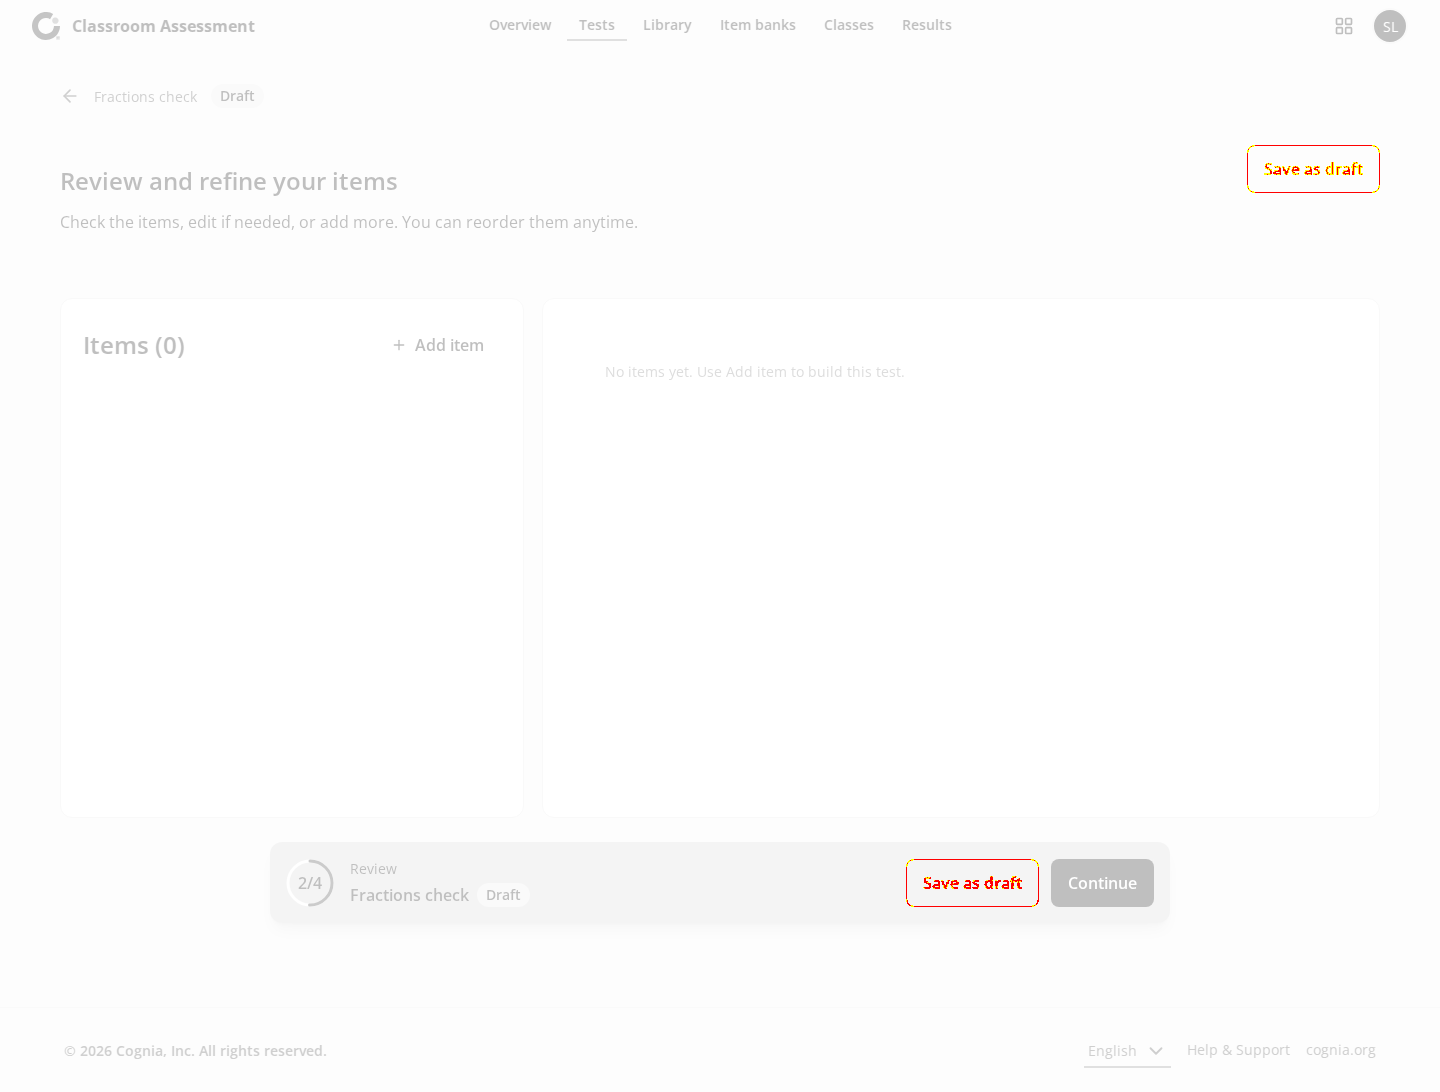 Classroom Assessment
Overview Tests Library Item banks Classes Results
SL
Fractions check Draft
Save as draft
Review and refine your items
Check the items, edit if needed, or add more. You can reorder them anytime.
Items (0)
Add item
No items yet. Use Add item to build this test.
2/4
Review
Fractions check Draft
Save as draft
Continue
© 2026 Cognia, Inc. All rights reserved.
English
Help & Support
cognia.org